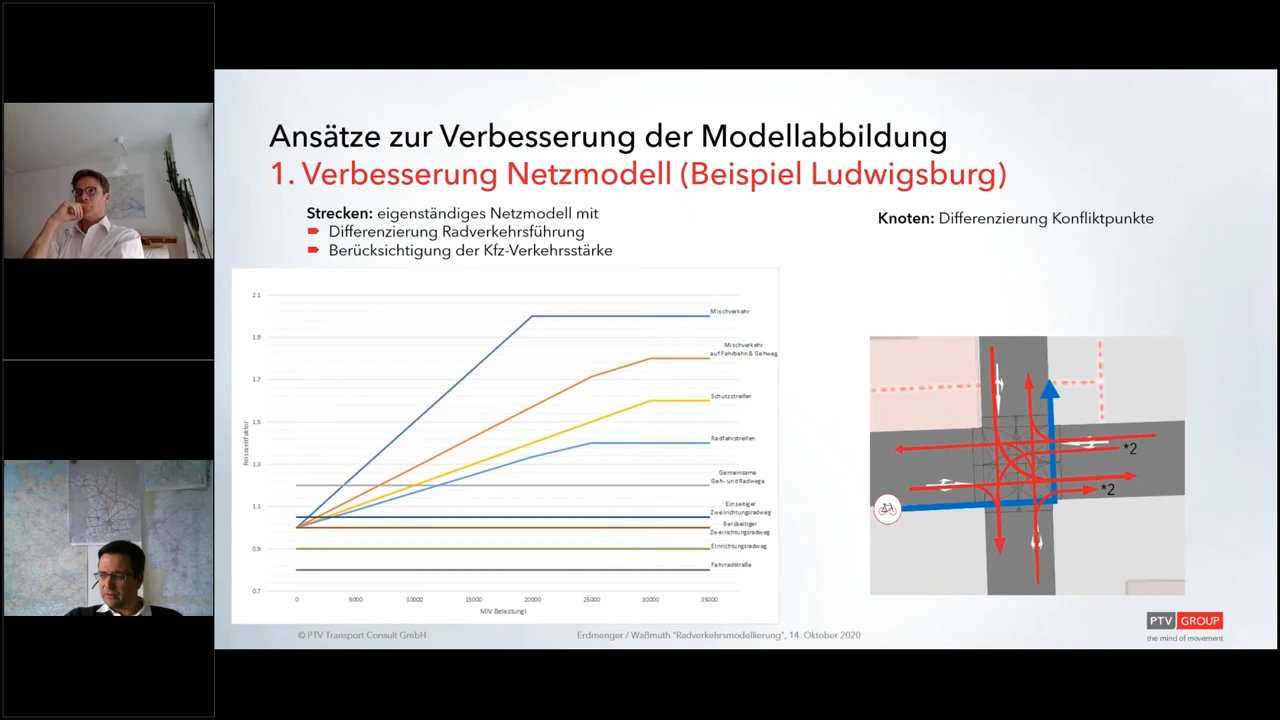 Ansätze zur Verbesserung der Modellabbildung
1. Verbesserung Netzmodell (Beispiel Ludwigsburg)
Strecken: eigenständiges Netzmodell mit
Differenzierung Radverkehrsführung
Berücksichtigung der Kfz-Verkehrsstärke
Knoten: Differenzierung Konfliktpunkte
2.1
1.9
1.7
1.5
1.3
1.1
0.9
0.7
Reisezeitfaktor
Mischverkehr
Mischverkehr
auf Fahrbahn & Gehweg
Schutzstreifen
Radfahrstreifen
Gemeinsame
Geh- und Radwege
Einseitiger
Zweirichtungsradweg
Beidseitiger
Zweirichtungsradweg
Einrichtungsradweg
Fahrradstraße
0 5000 10000 15000 20000 25000 30000 35000
MIV Belastung!
*2
*2
© PTV Transport Consult GmbH
Erdmenger / Waßmuth "Radverkehrsmodellierung", 14. Oktober 2020
PTV GROUP
the mind of movement